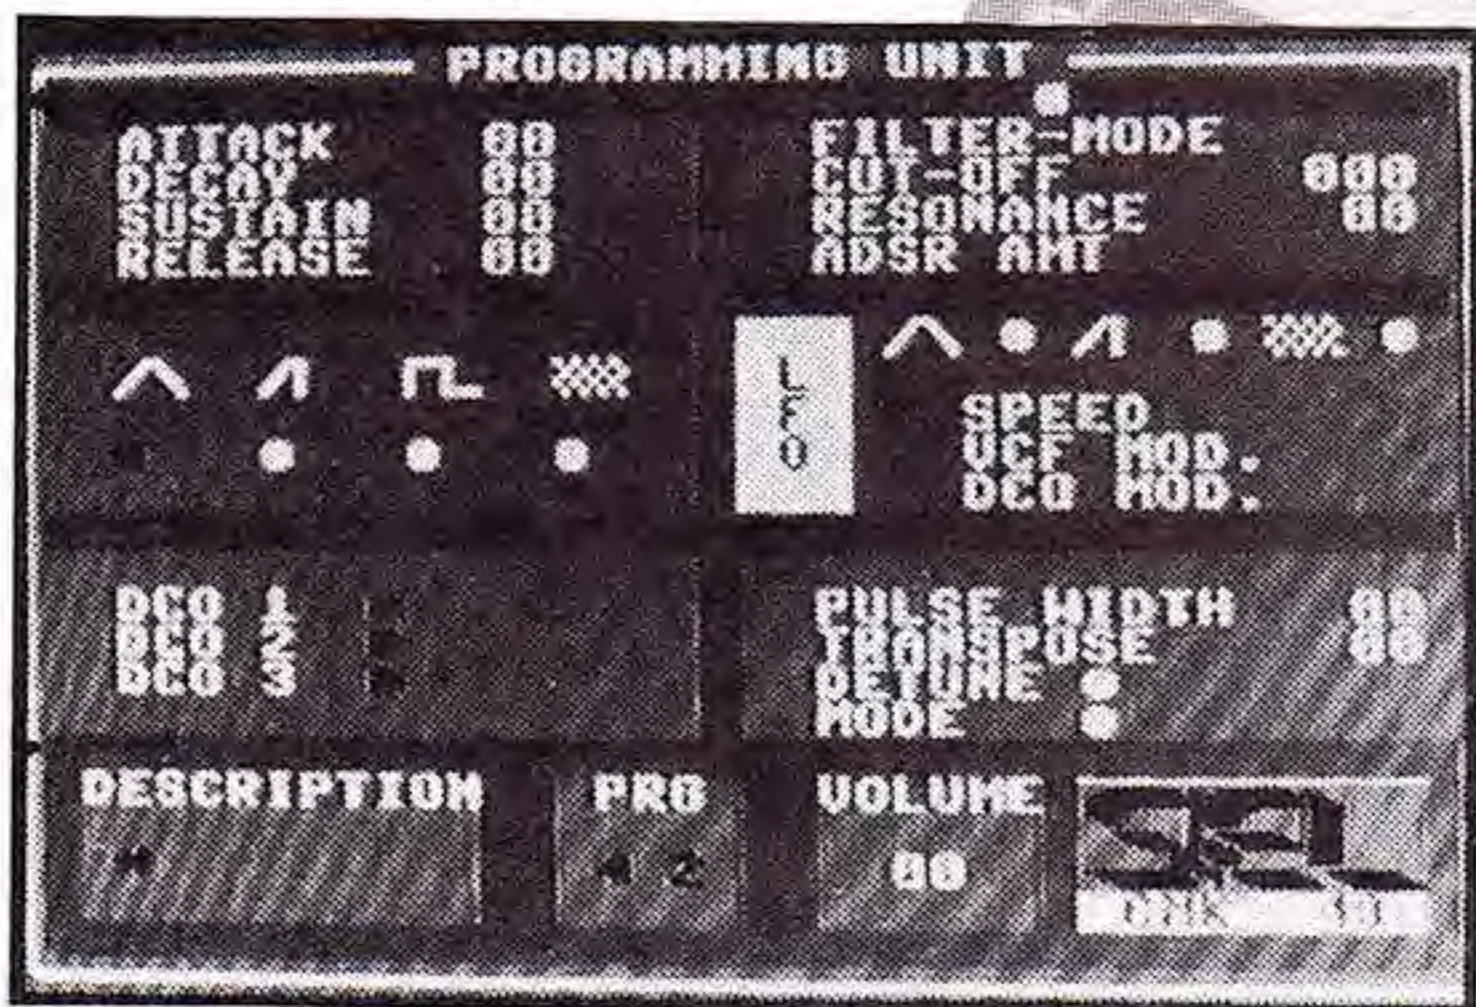 PROGRAMMING UNIT
ATTACK 00
DECAY 00
SUSTAIN 00
RELEASE 00
FILTER-MODE
CUT-OFF 000
RESONANCE 00
ADSR AMT
LFO
SPEED
VCF MOD.
DCO MOD.
DCO 1
DCO 2
DCO 3
PULSE WIDTH 00
TRANSPOSE 00
DETUNE
MODE
DESCRIPTION
PRG
VOLUME
00